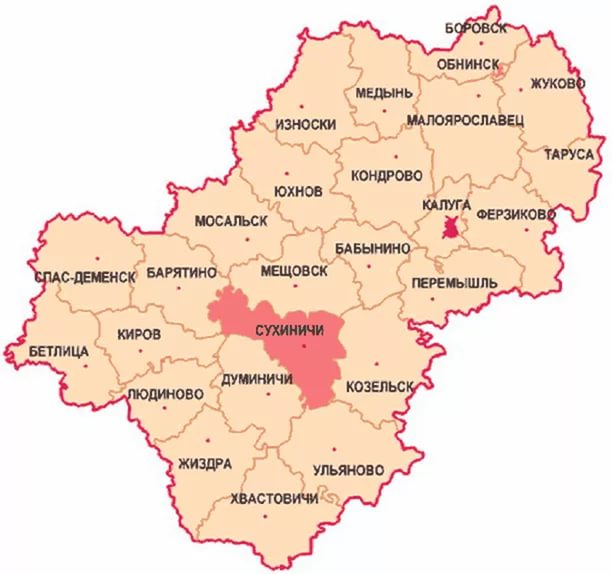 БОРОВСК
ОБНИНСК
ЖУКОВО
МЕДЫНЬ
МАЛОЯРОСЛАВЕЦ
ИЗНОСКИ
ТАРУСА
КОНДРОВО
ЮХНОВ
КАЛУГА
ФЕРЗИКОВО
МОСАЛЬСК
БАБЫНИНО
СПАС-ДЕМЕНСК
БАРЯТИНО
МЕЩОВСК
ПЕРЕМЫШЛЬ
СУХИНИЧИ
КИРОВ
БЕТЛИЦА
ДУМИНИЧИ
КОЗЕЛЬСК
ЛЮДИНОВО
ЖИЗДРА
УЛЬЯНОВО
ХВАСТОВИЧИ